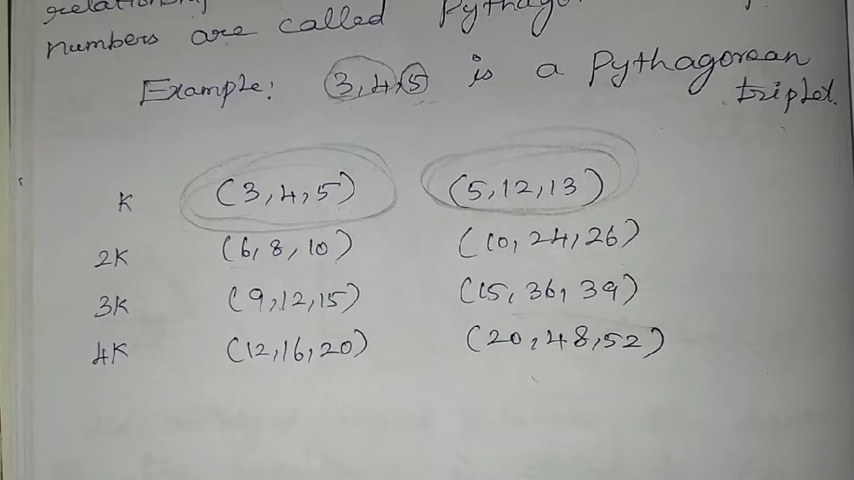 numbers are called
Example: (3,4,5) is a Pythagorean
triplet.
K (3,4,5) (5,12,13)
2K (6,8,10) (10,24,26)
3K (9,12,15) (15,36,39)
4K (12,16,20) (20,48,52)